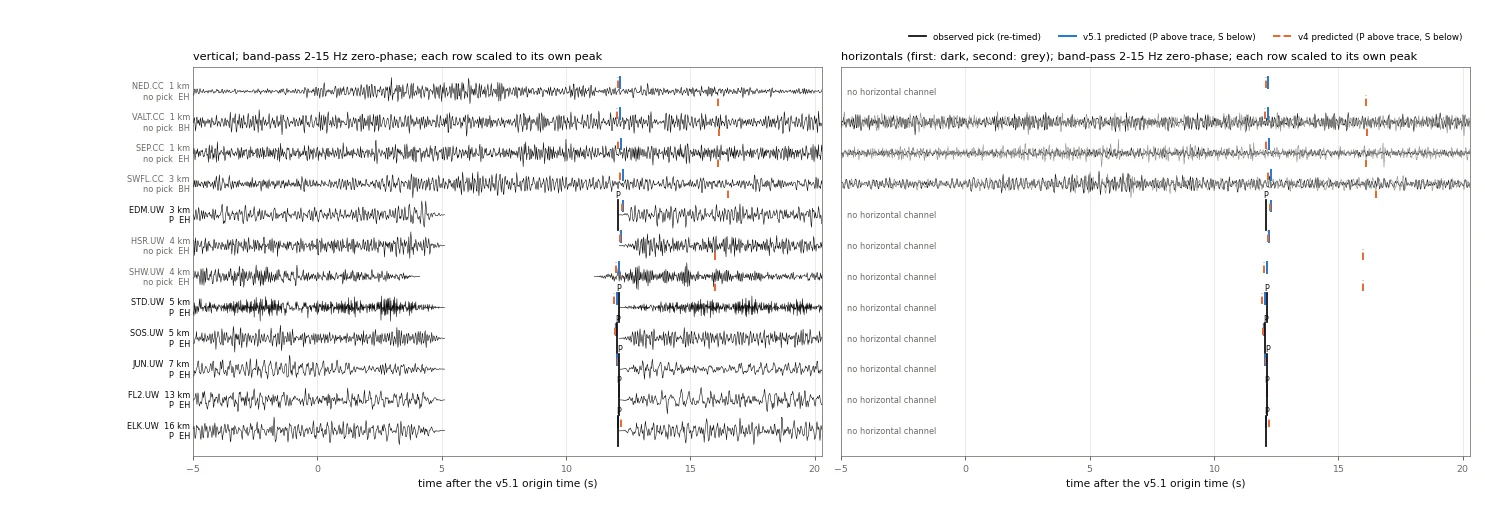 observed pick (re-timed)
v5.1 predicted (P above trace, S below)
v4 predicted (P above trace, S below)
vertical; band-pass 2-15 Hz zero-phase; each row scaled to its own peak
horizontals (first: dark, second: grey); band-pass 2-15 Hz zero-phase; each row scaled to its own peak
NED.CC 1 km
no pick EH
no horizontal channel
VALT.CC 1 km
no pick BH
SEP.CC 1 km
no pick EH
SWFL.CC 3 km
no pick BH
P
P
EDM.UW 3 km
P EH
no horizontal channel
HSR.UW 4 km
no pick EH
no horizontal channel
SHW.UW 4 km
no pick EH
no horizontal channel
P
P
STD.UW 5 km
P EH
no horizontal channel
P
P
SOS.UW 5 km
P EH
no horizontal channel
P
P
JUN.UW 7 km
P EH
no horizontal channel
P
P
FL2.UW 13 km
P EH
no horizontal channel
P
P
ELK.UW 16 km
P EH
no horizontal channel
−5 0 5 10 15 20
−5 0 5 10 15 20
time after the v5.1 origin time (s)
time after the v5.1 origin time (s)